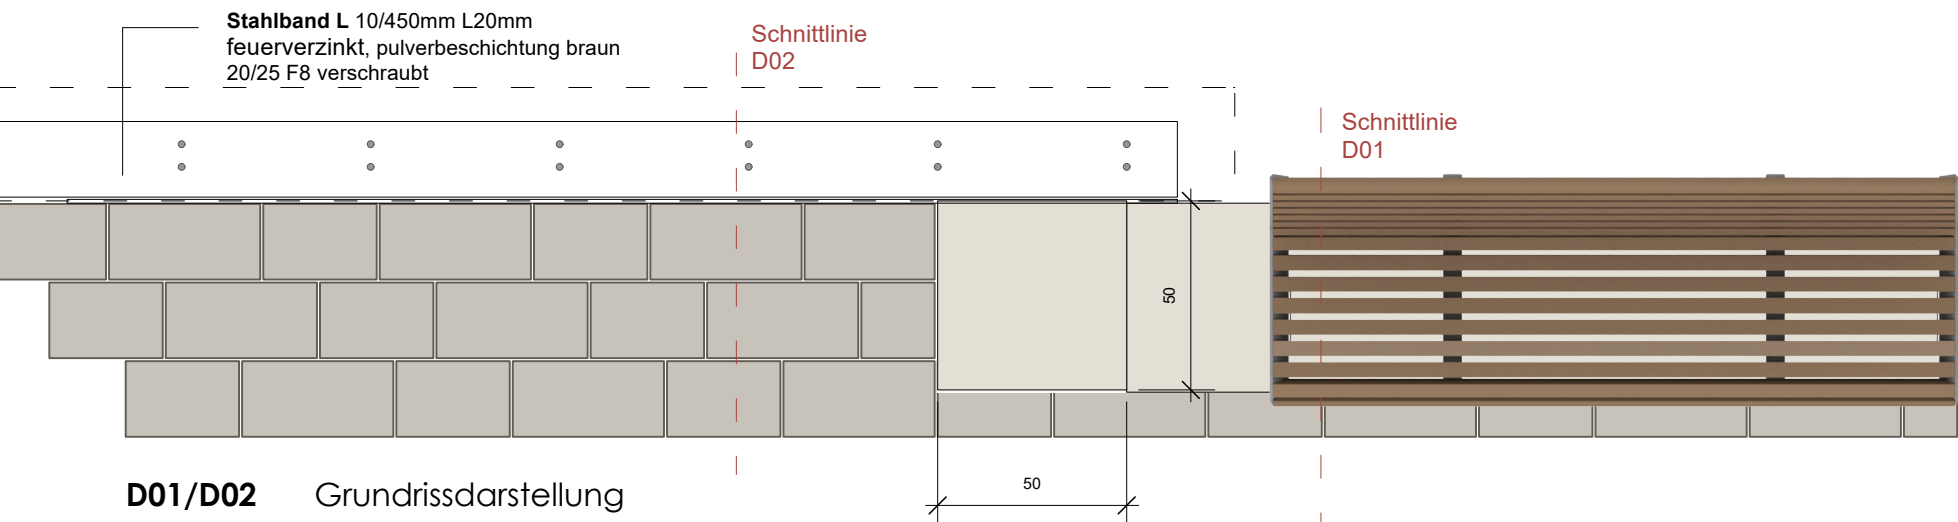 Stahlband L 10/450mm L20mm
feuerverzinkt, pulverbeschichtung braun
20/25 F8 verschraubt
Schnittlinie
D02
Schnittlinie
D01
50
50
D01/D02 Grundrissdarstellung